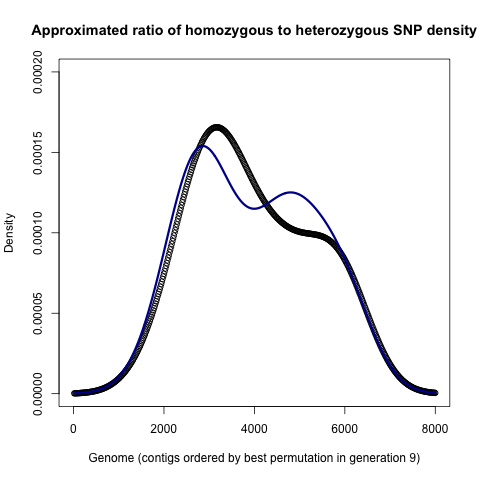 Approximated ratio of homozygous to heterozygous SNP density
0.00020
0.00015
0.00010
0.00005
0.00000
Density
0 2000 4000 6000 8000
Genome (contigs ordered by best permutation in generation 9)